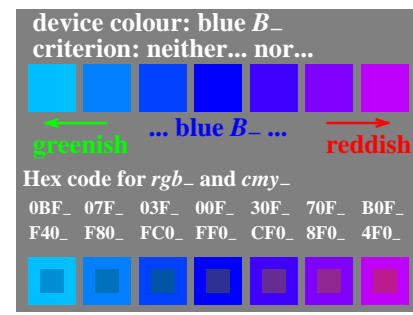 device colour: blue B_
criterion: neither... nor...
... blue B_ ...
greenish reddish
Hex code for rgb_ and cmy_
0BF_ 07F_ 03F_ 00F_ 30F_ 70F_ B0F_
F40_ F80_ FC0_ FF0_ CF0_ 8F0_ 4F0_